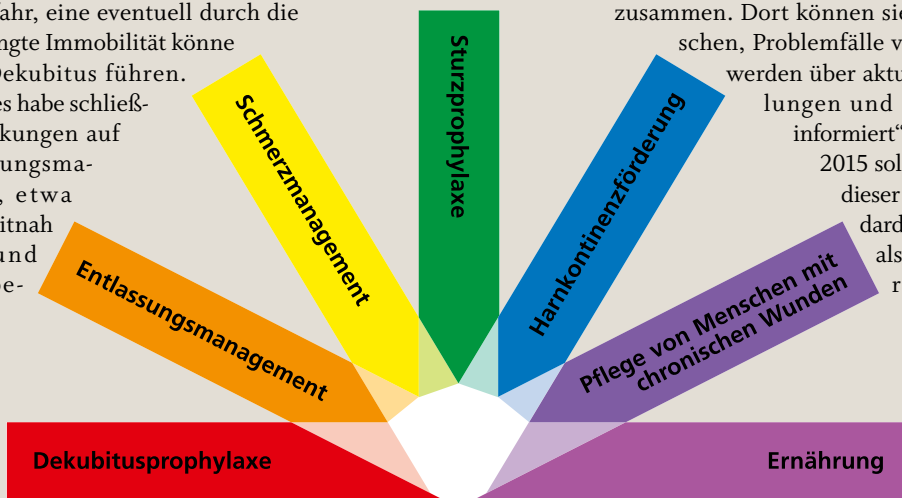 fahr, eine eventuell durch die
ngte Immobilität könne
Dekubitus führen.
es habe schließ-
kungen auf
ungsma-
, etwa
itnah
und
e-
zusammen. Dort können sie
schen, Problemfälle v
werden über aktu
lungen und
informiert“
2015 sol
dieser
dard
als
r
Dekubitusprophylaxe
Entlassungsmanagement
Schmerzmanagement
Sturzprophylaxe
Harnkontinenzförderung
Pflege von Menschen mit
chronischen Wunden
Ernährung